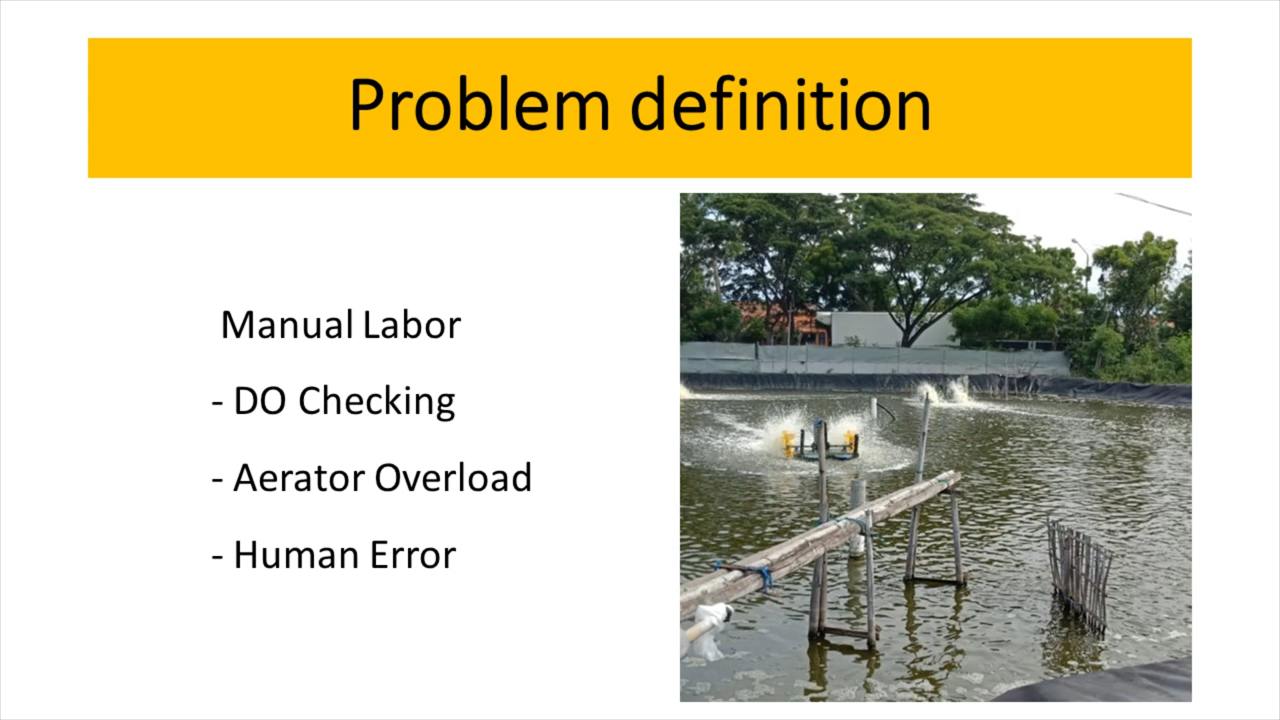 Problem definition
Manual Labor
- DO Checking
- Aerator Overload
- Human Error